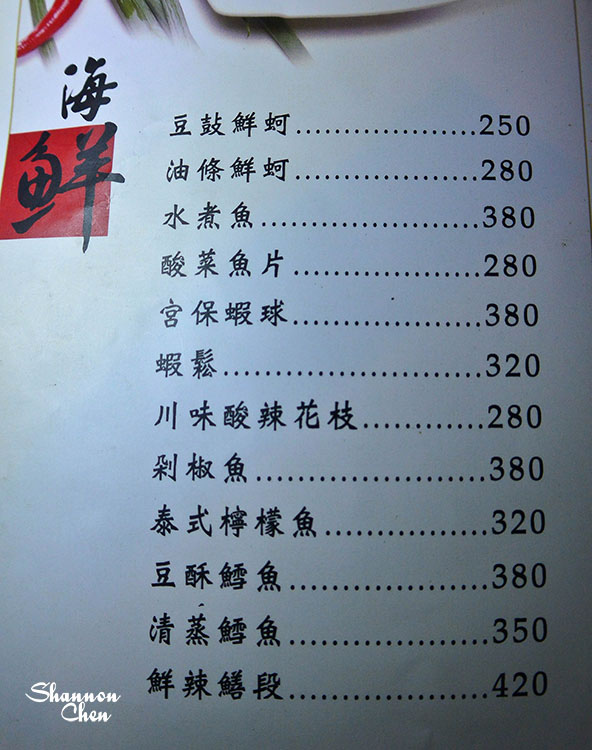 海鮮
豆鼓鮮蚵...................250
油條鮮蚵...................280
水煮魚.......................380
酸菜魚片...................280
宮保蝦球...................380
蝦鬆..........................320
川味酸辣花枝............280
剁椒魚.......................380
泰式檸檬魚................320
豆酥鱈魚...................380
清蒸鱈魚...................350
鮮辣鱔段...................420
Shannon
Chen